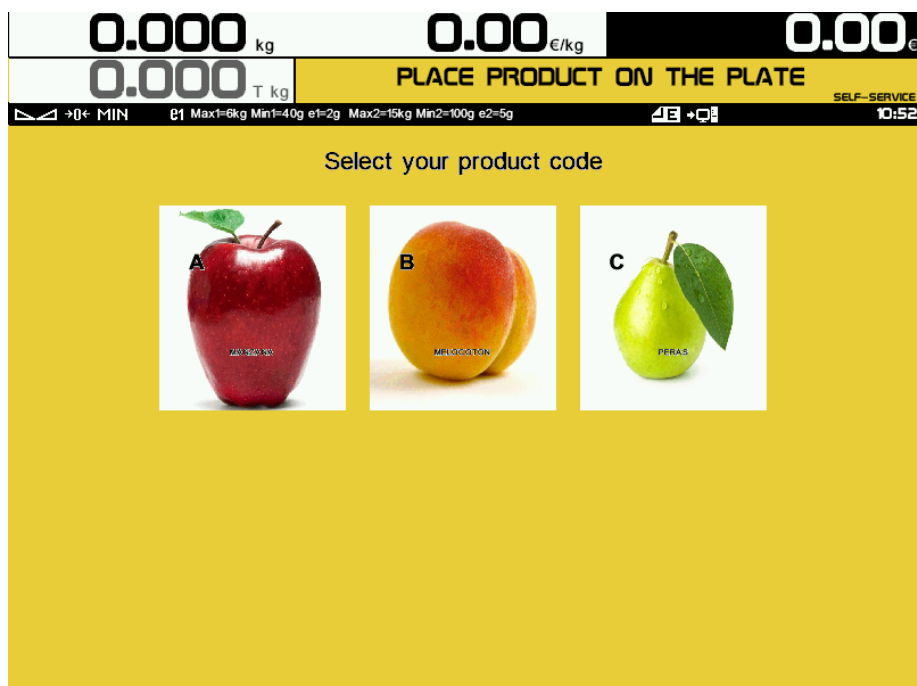 0.000 kg 0.00 €/kg 0.00 €
0.000 T kg PLACE PRODUCT ON THE PLATE
SELF-SERVICE
→0← MIN e1 Max1=6kg Min1=40g e1=2g Max2=15kg Min2=100g e2=5g E 10:52
Select your product code
A B C
MANZANA MELOCOTON PERAS